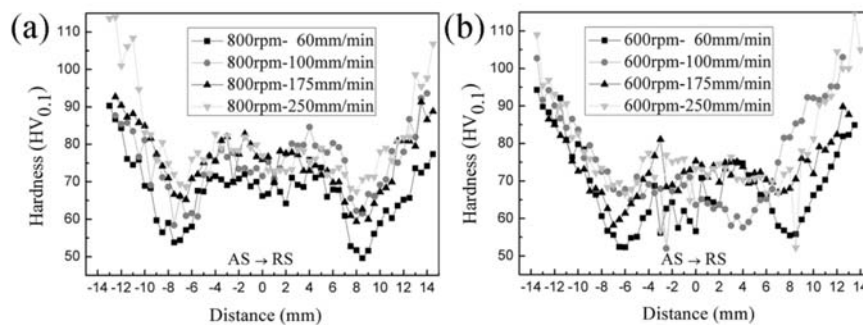 (a)
800rpm- 60mm/min
800rpm-100mm/min
800rpm-175mm/min
800rpm-250mm/min
110
100
90
80
70
60
50
Hardness (HV0.1)
AS → RS
-14 -12 -10 -8 -6 -4 -2 0 2 4 6 8 10 12 14
Distance (mm)
(b)
600rpm- 60mm/min
600rpm-100mm/min
600rpm-175mm/min
600rpm-250mm/min
110
100
90
80
70
60
50
Hardness (HV0.1)
AS → RS
-14 -12 -10 -8 -6 -4 -2 0 2 4 6 8 10 12 14
Distance (mm)